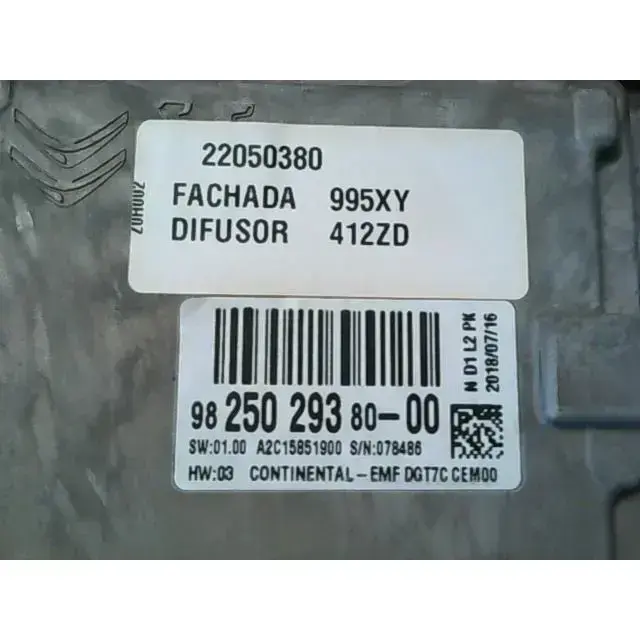 22050380
FACHADA 995XY
DIFUSOR 412ZD
Z0H002
98 250 293 80-00
SW:01.00 A2C15851900 S/N:078486
HW:03 CONTINENTAL-EMF DGT7C CEM00
N D1 L2 PK
2018/07/16